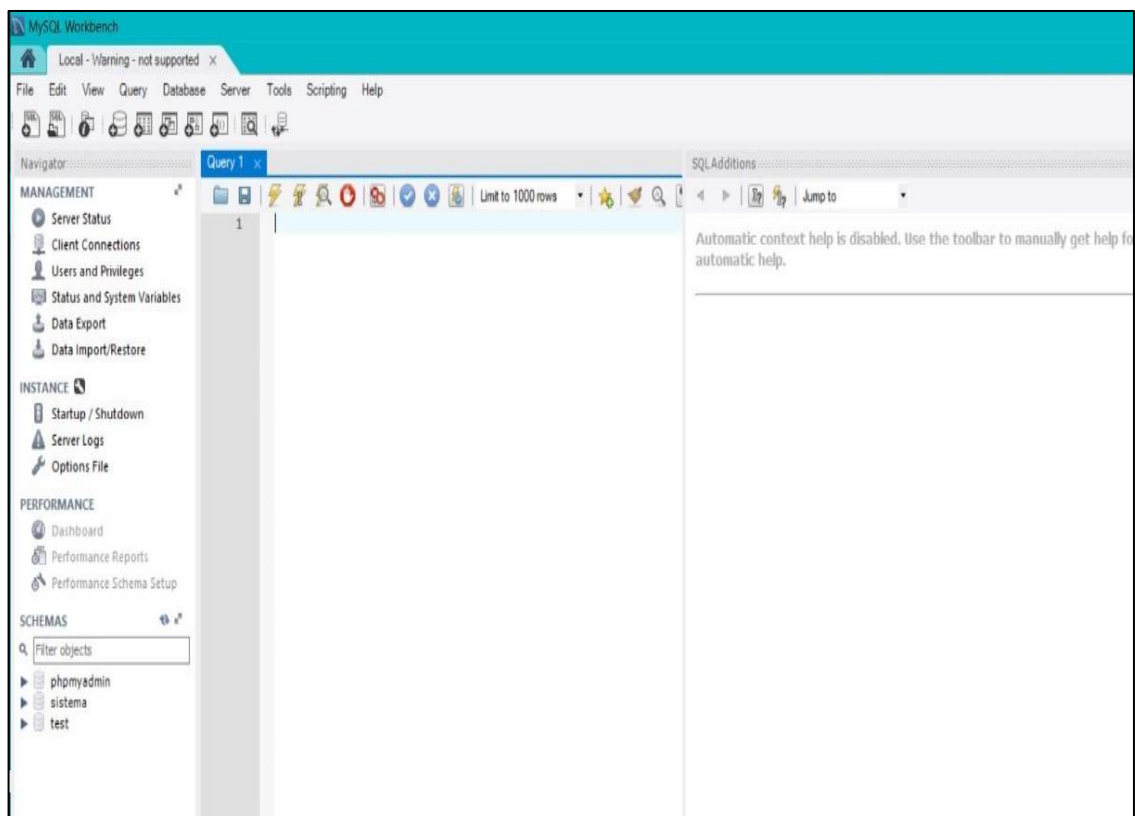 MySQL Workbench
Local - Warning - not supported
File Edit View Query Database Server Tools Scripting Help
Navigator
MANAGEMENT
Server Status
Client Connections
Users and Privileges
Status and System Variables
Data Export
Data Import/Restore
INSTANCE
Startup / Shutdown
Server Logs
Options File
PERFORMANCE
Dashboard
Performance Reports
Performance Schema Setup
SCHEMAS
Filter objects
phpmyadmin
sistema
test
Query 1
Limit to 1000 rows
1
SQLAdditions
Jump to
Automatic context help is disabled. Use the toolbar to manually get help fo
automatic help.